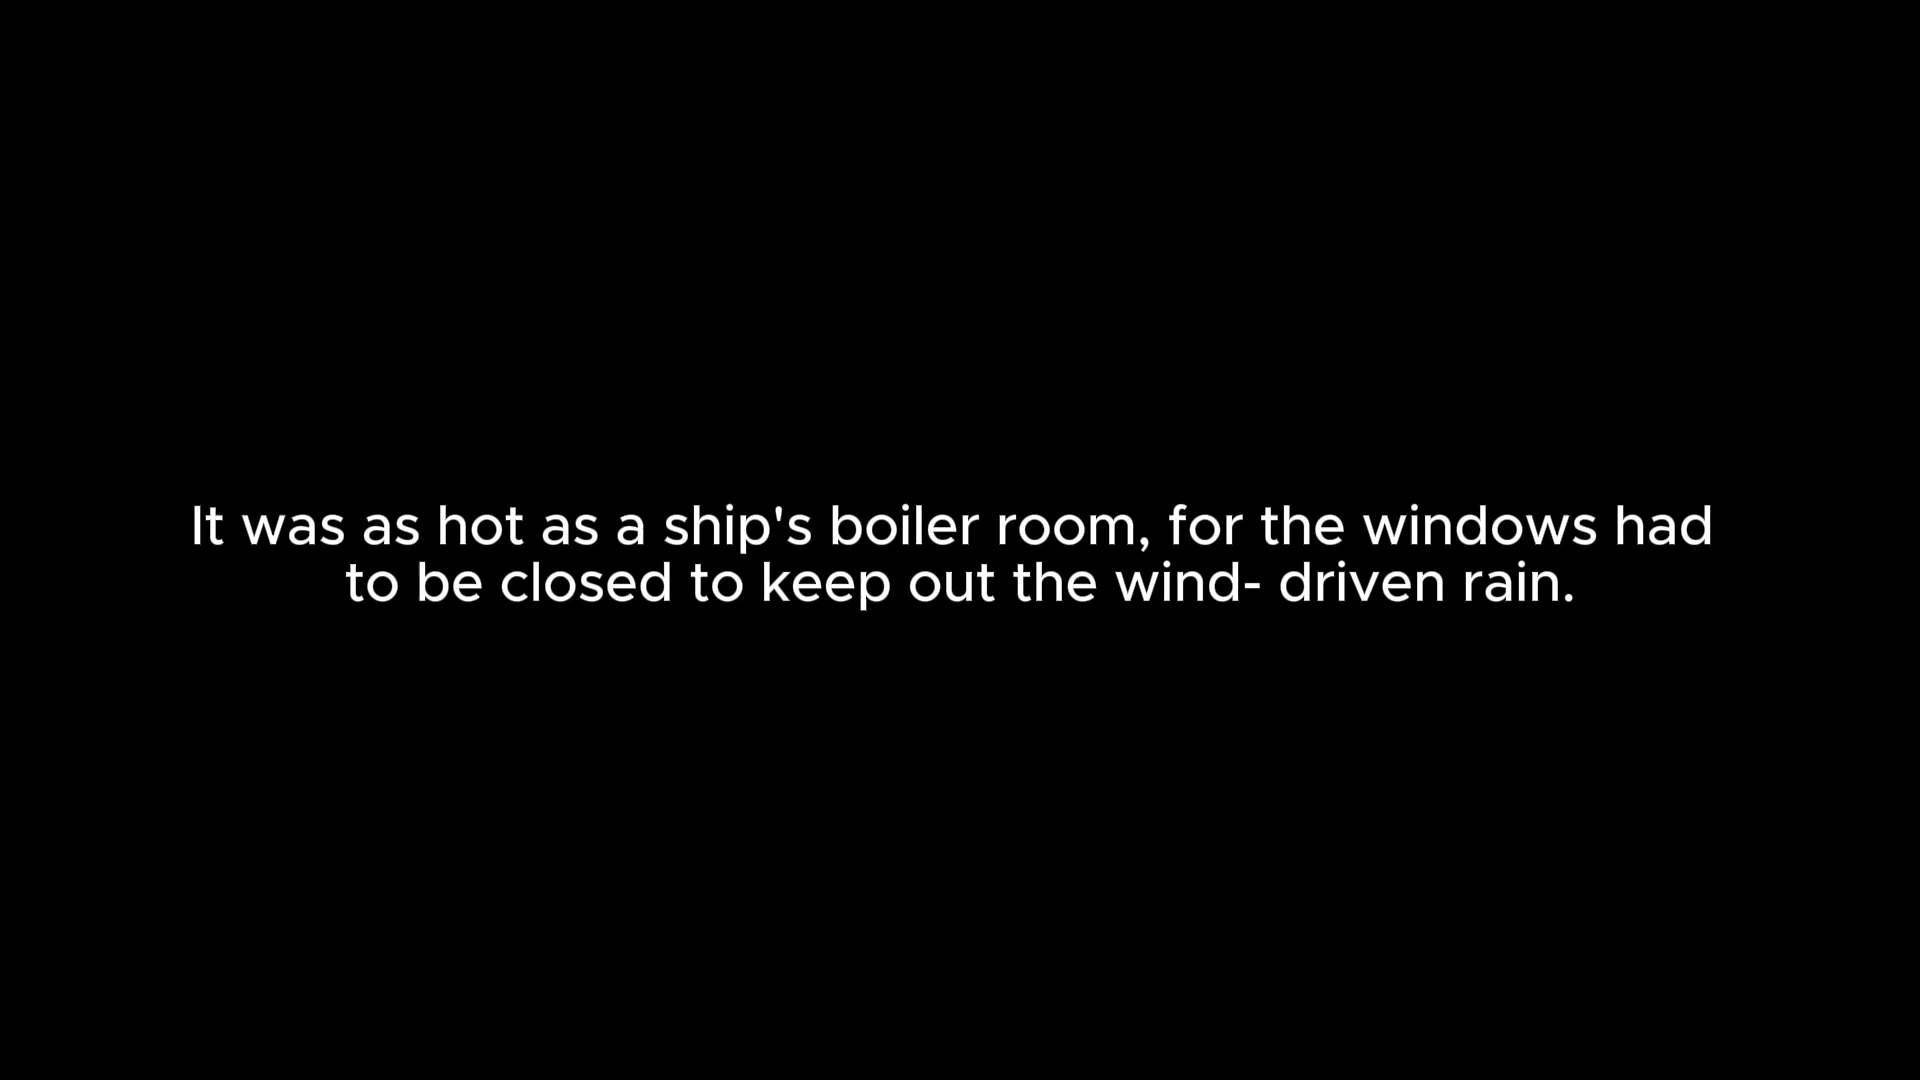 It was as hot as a ship's boiler room, for the windows had
to be closed to keep out the wind- driven rain.